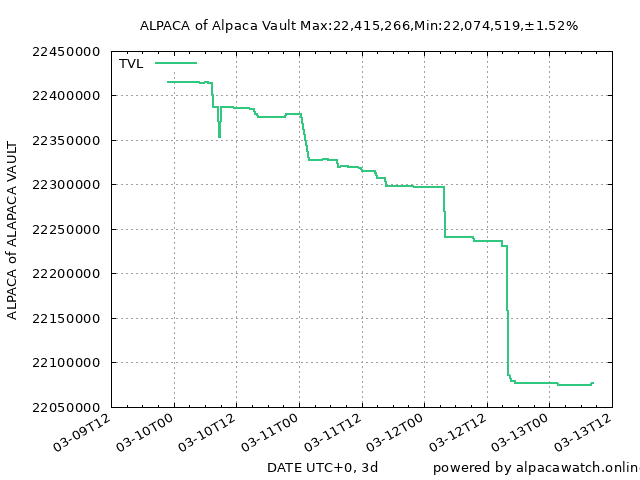 ALPACA of Alpaca Vault Max:22,415,266,Min:22,074,519,±1.52%
TVL
22450000
22400000
22350000
22300000
22250000
22200000
22150000
22100000
22050000
ALPACA of ALAPACA VAULT
03-09T12
03-10T00
03-10T12
03-11T00
03-11T12
03-12T00
03-12T12
03-13T00
03-13T12
DATE UTC+0, 3d
powered by alpacawatch.onlin